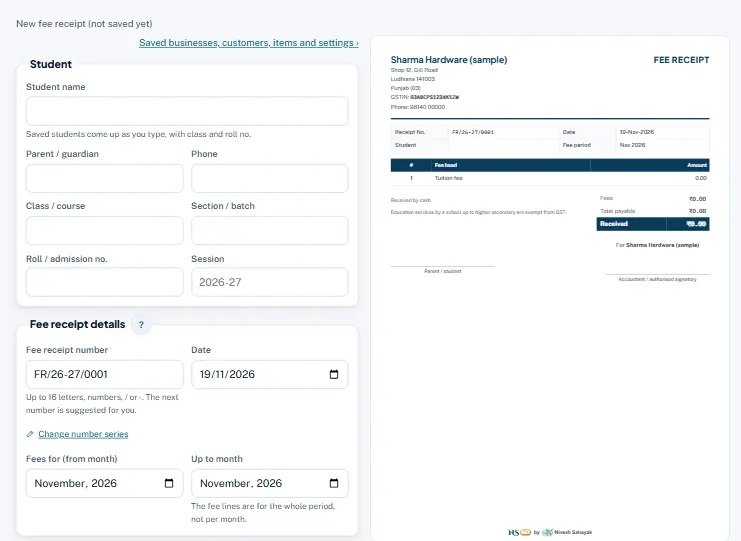 New fee receipt (not saved yet)
Saved businesses, customers, items and settings ›
Student
Student name
Saved students come up as you type, with class and roll no.
Parent / guardian
Phone
Class / course
Section / batch
Roll / admission no.
Session
2026-27
Fee receipt details ?
Fee receipt number
Date
FR/26-27/0001
19/11/2026
Up to 16 letters, numbers, / or -. The next
number is suggested for you.
Change number series
Fees for (from month)
Up to month
November, 2026
November, 2026
The fee lines are for the whole period,
not per month.
Sharma Hardware (sample)
FEE RECEIPT
Shop 12, Gill Road
Ludhiana 141003
Punjab (03)
GSTIN:
Phone: 98140 00000
Receipt No. FR/26-27/0001 Date 19-Nov-2026
Student Fee period Nov 2026
# Fee head Amount
1 Tuition fee 0.00
Received by cash.
Education services by a school up to higher secondary are exempt from GST.
Fees ₹0.00
Total payable ₹0.00
Received ₹0.00
For Sharma Hardware (sample)
Parent / student
Accountant / authorised signatory
NS by Nivesh Sahayak